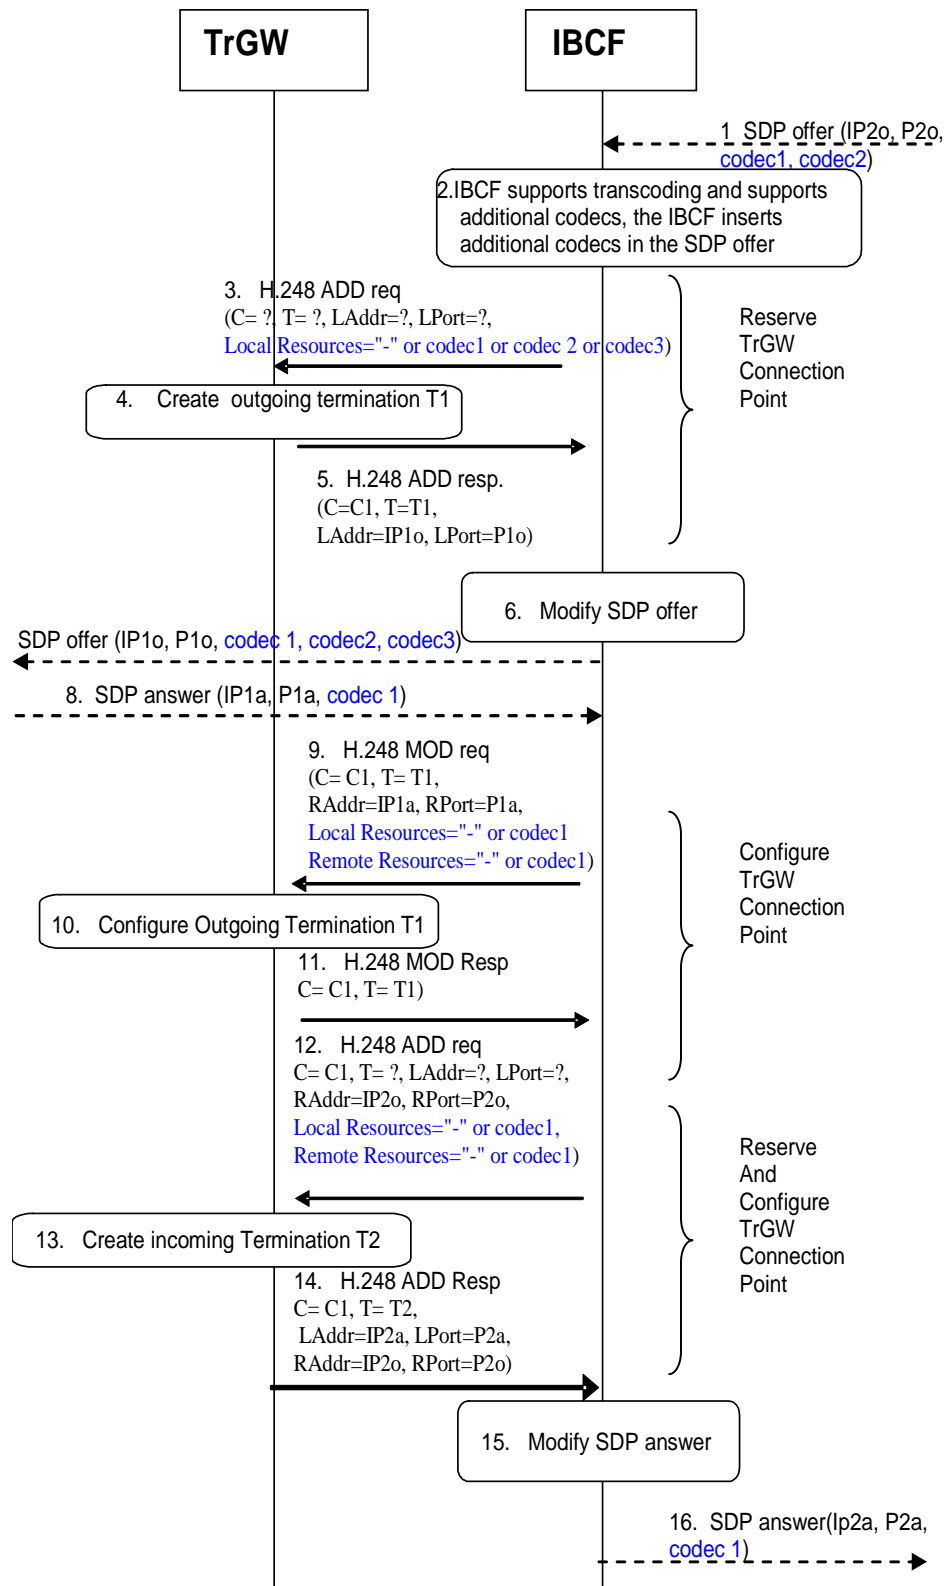 TrGW
IBCF
1 SDP offer (IP2o, P2o,
codec1, codec2)
2.IBCF supports transcoding and supports
additional codecs, the IBCF inserts
additional codecs in the SDP offer
3. H.248 ADD req
(C= ?, T= ?, LAddr=?, LPort=?,
Local Resources="-" or codec1 or codec 2 or codec3)
Reserve
TrGW
Connection
Point
4. Create outgoing termination T1
5. H.248 ADD resp.
(C=C1, T=T1,
LAddr=IP1o, LPort=P1o)
6. Modify SDP offer
SDP offer (IP1o, P1o, codec 1, codec2, codec3)
8. SDP answer (IP1a, P1a, codec 1)
9. H.248 MOD req
(C= C1, T= T1,
RAddr=IP1a, RPort=P1a,
Local Resources="-" or codec1
Remote Resources="-" or codec1)
Configure
TrGW
Connection
Point
10. Configure Outgoing Termination T1
11. H.248 MOD Resp
C= C1, T= T1)
12. H.248 ADD req
C= C1, T= ?, LAddr=?, LPort=?,
RAddr=IP2o, RPort=P2o,
Local Resources="-" or codec1,
Remote Resources="-" or codec1)
Reserve
And
Configure
TrGW
Connection
Point
13. Create incoming Termination T2
14. H.248 ADD Resp
C= C1, T= T2,
LAddr=IP2a, LPort=P2a,
RAddr=IP2o, RPort=P2o)
15. Modify SDP answer
16. SDP answer(Ip2a, P2a,
codec 1)